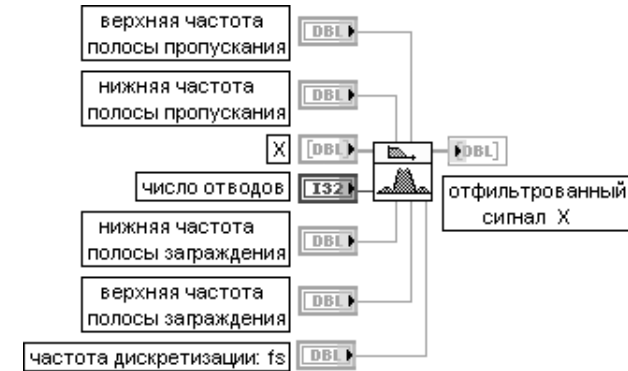 верхняя частота
полосы пропускания
DBL
нижняя частота
полосы пропускания
DBL
X
[DBL]
[DBL]
число отводов
I32
отфильтрованный
сигнал X
нижняя частота
полосы заграждения
DBL
верхняя частота
полосы заграждения
DBL
частота дискретизации: fs
DBL